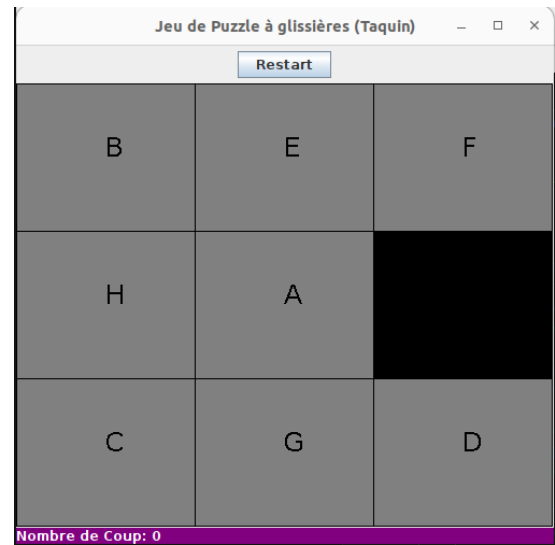 Jeu de Puzzle à glissières (Taquin)
Restart
B E F
H A
C G D
Nombre de Coup: 0